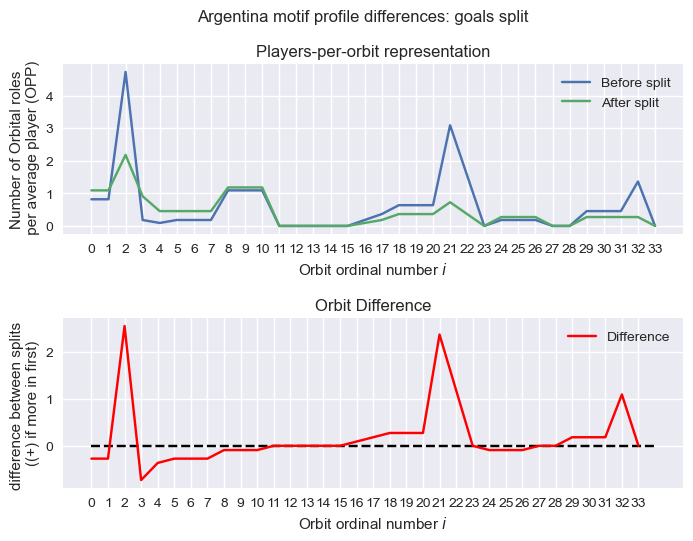 Argentina motif profile differences: goals split
Players-per-orbit representation
Number of Orbital roles
per average player (OPP)
4
3
2
1
0
Before split
After split
0 1 2 3 4 5 6 7 8 9 10 11 12 13 14 15 16 17 18 19 20 21 22 23 24 25 26 27 28 29 30 31 32 33
Orbit ordinal number i
Orbit Difference
difference between splits
((+) if more in first)
2
1
0
Difference
0 1 2 3 4 5 6 7 8 9 10 11 12 13 14 15 16 17 18 19 20 21 22 23 24 25 26 27 28 29 30 31 32 33
Orbit ordinal number i